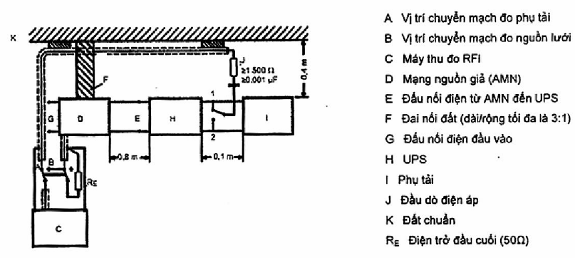 K
J
≥1.500 Ω
≥0.001 µF
0,4 m
F
1
G
D
E
H
I
2
0,8 m
0,1 m
A
B
RE
C
A Vị trí chuyển mạch đo phụ tải
B Vị trí chuyển mạch đo nguồn lưới
C Máy thu đo RFI
D Mạng nguồn giả (AMN)
E Đấu nối điện từ AMN đến UPS
F Đai nối đất (dài/rộng tối đa là 3:1)
G Đấu nối điện đầu vào
H UPS
I Phụ tải
J Đầu dò điện áp
K Đất chuẩn
RE Điện trở đầu cuối (50Ω)